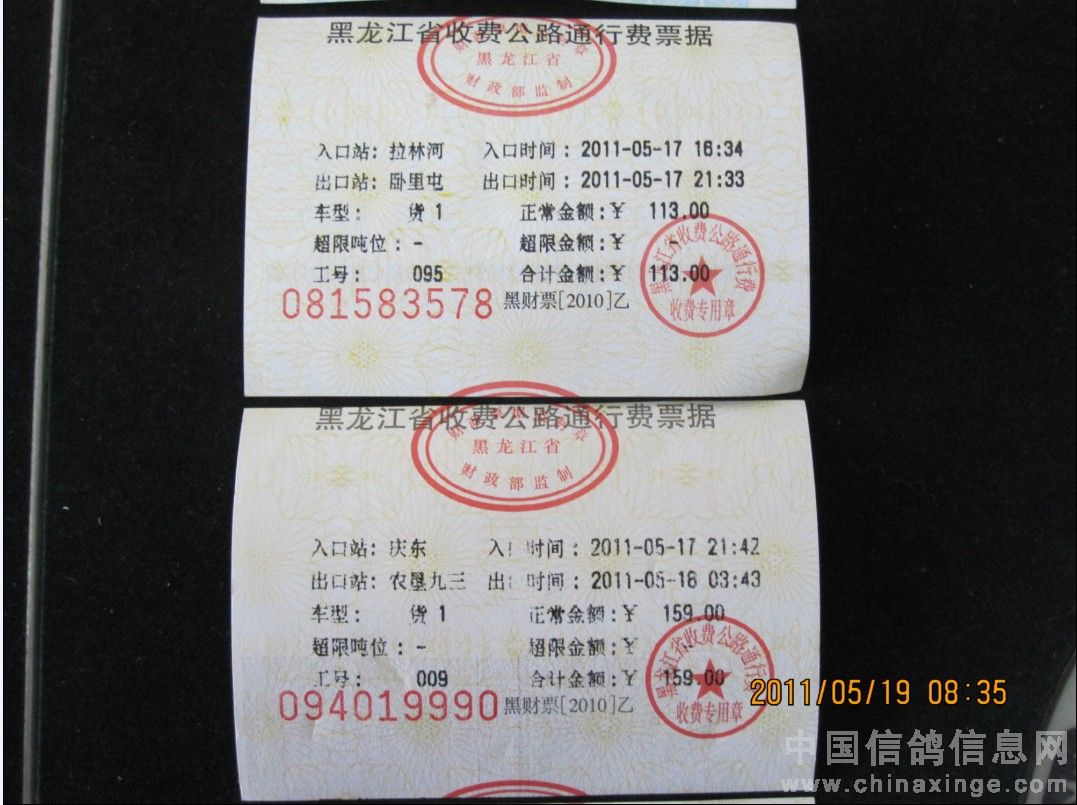 黑龙江省收费公路通行费票据
黑龙江省
财政部监制
入口站: 拉林河 入口时间: 2011-05-17 16:34
出口站: 卧里屯 出口时间: 2011-05-17 21:33
车型: 货1 正常金额:¥ 113.00
超限吨位: - 超限金额:¥ -
工号: 095 合计金额:¥ 113.00
081583578 黑财票[2010]乙
黑龙江省收费公路通行费
收费专用章
黑龙江省收费公路通行费票据
黑龙江省
财政部监制
入口站: 庆东 入 时间: 2011-05-17 21:42
出口站: 农垦九三 出 时间: 2011-05-18 03:43
车型: 货1 正常金额:¥ 159.00
超限吨位: - 超限金额:¥
工号: 009 合计金额:¥ 159.00
094019990 黑财票[2010]乙
黑龙江省收费公路通行
收费专用章
2011/05/19 08:35
中国信鸽信息网
www.chinaxinge.com